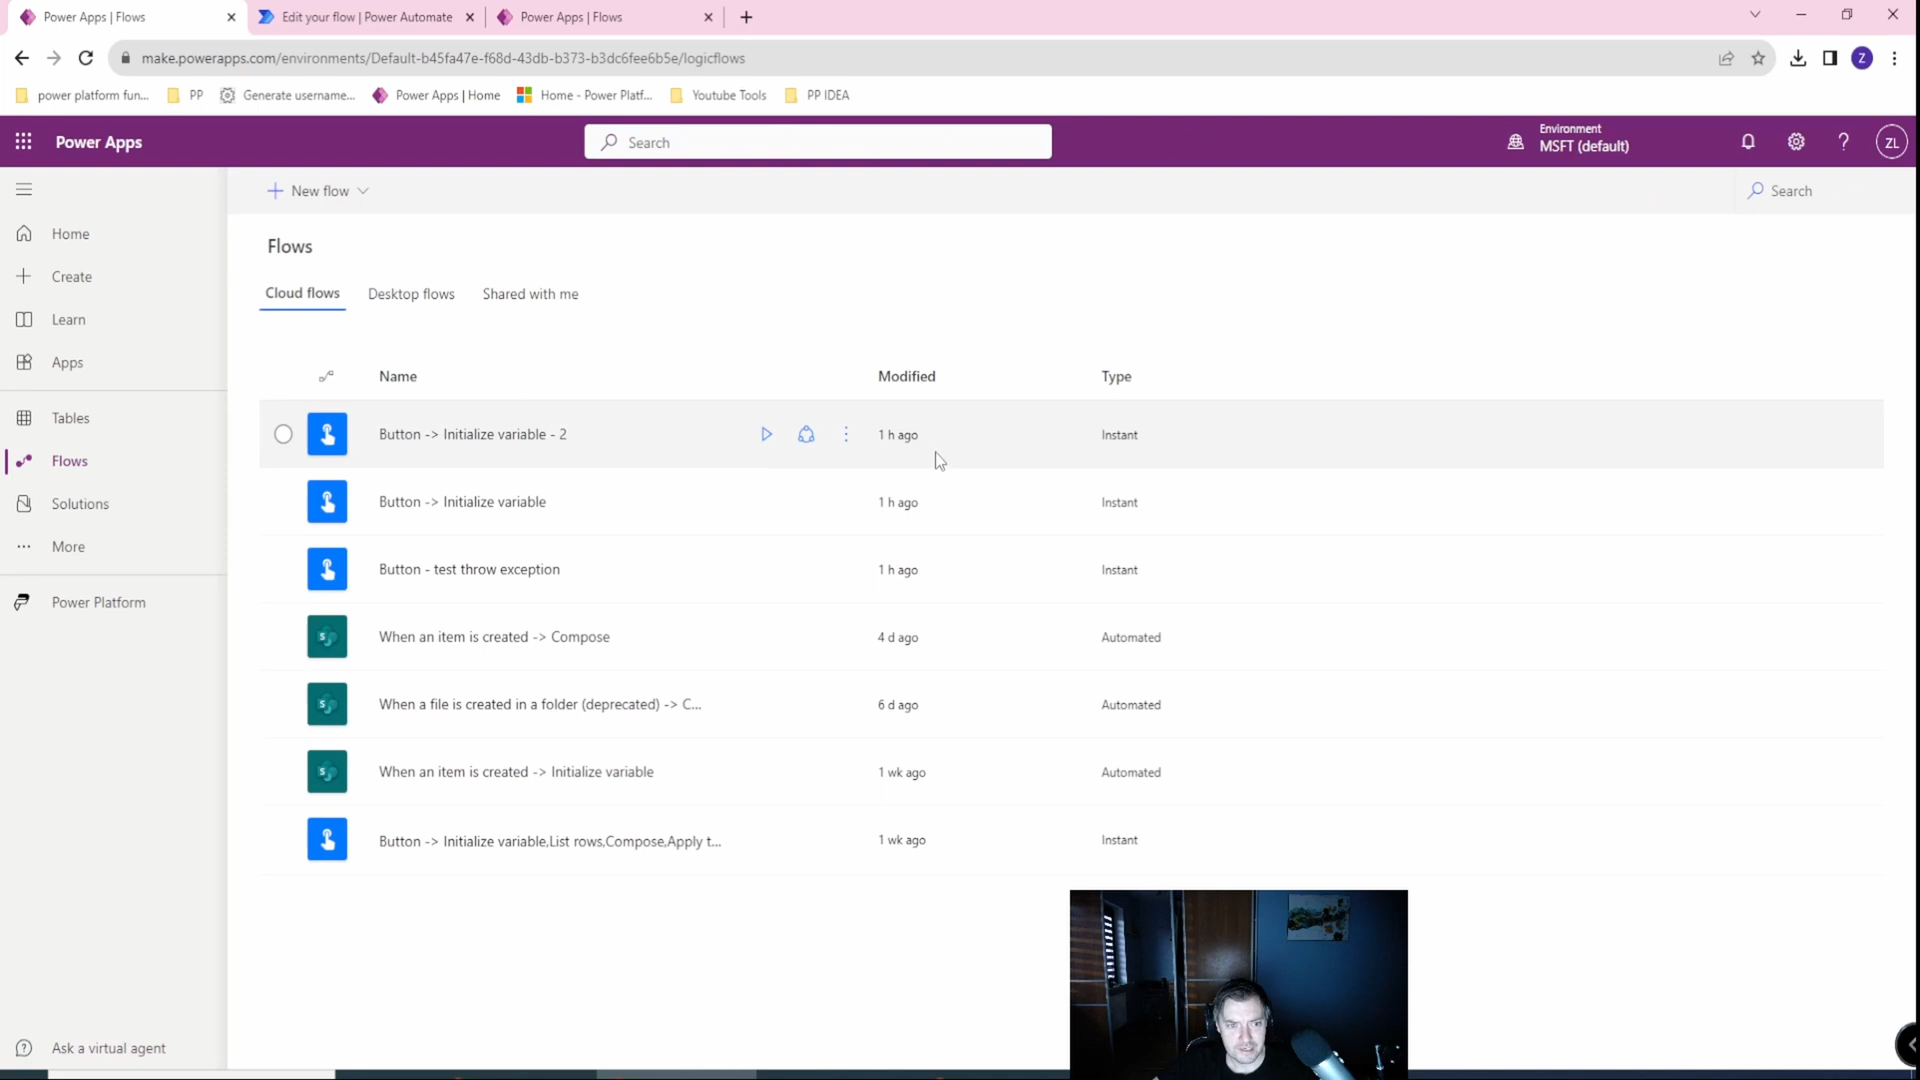 Power Apps | Flows
Edit your flow | Power Automate
Power Apps | Flows
make.powerapps.com/environments/Default-b45fa47e-f68d-43db-b373-b3dc6fee6b5e/logicflows
Z
power platform fun...
PP
Generate username...
Power Apps | Home
Home - Power Platf...
Youtube Tools
PP IDEA
Power Apps
Search
Environment
MSFT (default)
?
ZL
New flow
Search
Home
Create
Learn
Apps
Tables
Flows
Solutions
More
Power Platform
Ask a virtual agent
Flows
Cloud flows
Desktop flows
Shared with me
Name Modified Type
Button -> Initialize variable - 2 1 h ago Instant
Button -> Initialize variable 1 h ago Instant
Button - test throw exception 1 h ago Instant
When an item is created -> Compose 4 d ago Automated
When a file is created in a folder (deprecated) -> C... 6 d ago Automated
When an item is created -> Initialize variable 1 wk ago Automated
Button -> Initialize variable,List rows,Compose,Apply t... 1 wk ago Instant